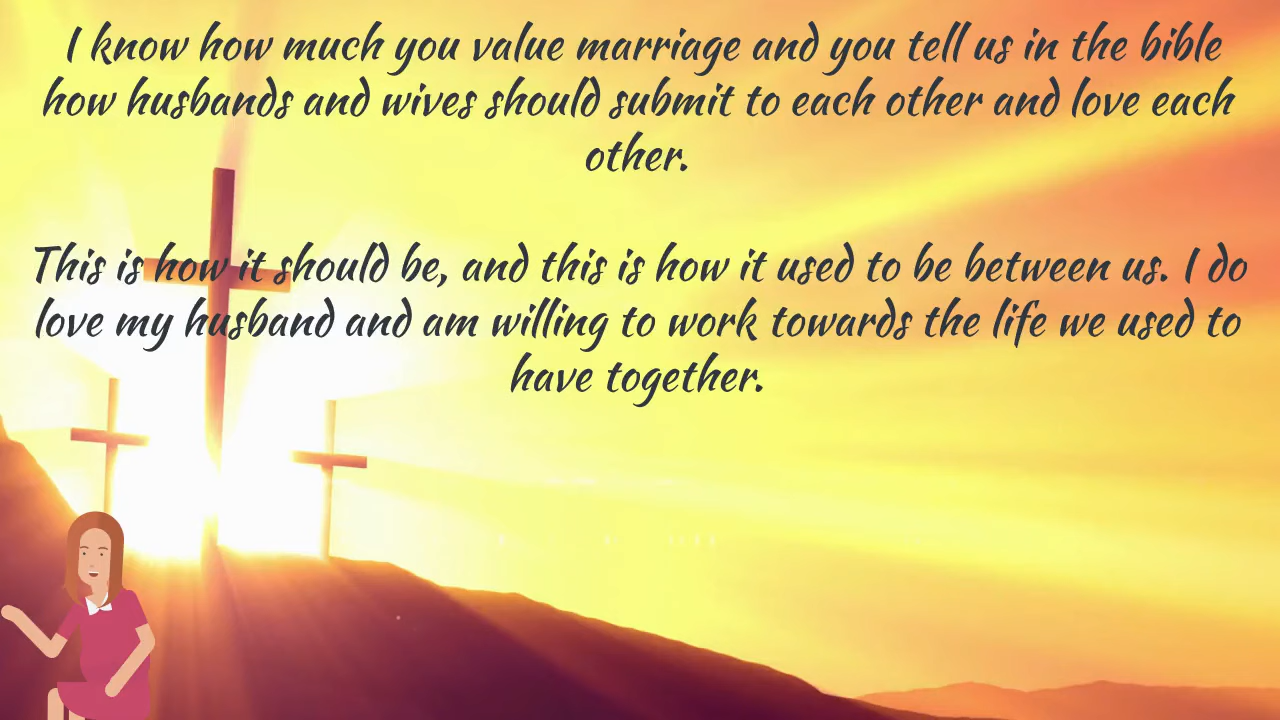 I know how much you value marriage and you tell us in the bible
how husbands and wives should submit to each other and love each
other.
This is how it should be, and this is how it used to be between us. I do
love my husband and am willing to work towards the life we used to
have together.